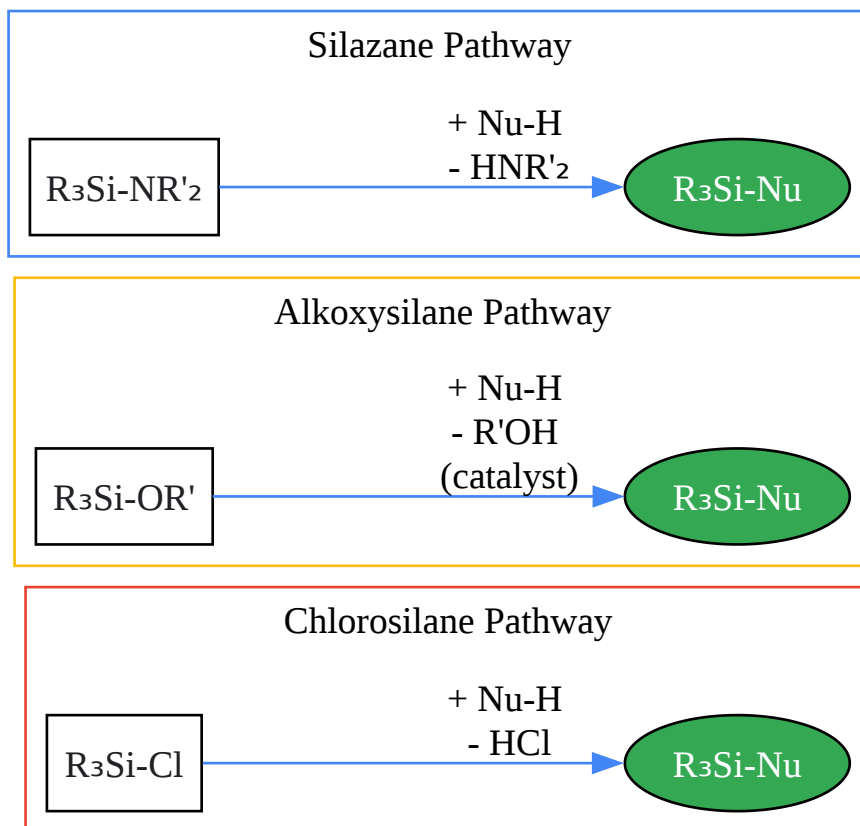 Silazane Pathway
+ Nu-H
- HNR'₂
R₃Si-NR'₂
R₃Si-Nu
Alkoxysilane Pathway
+ Nu-H
- R'OH
(catalyst)
R₃Si-OR'
R₃Si-Nu
Chlorosilane Pathway
+ Nu-H
- HCl
R₃Si-Cl
R₃Si-Nu